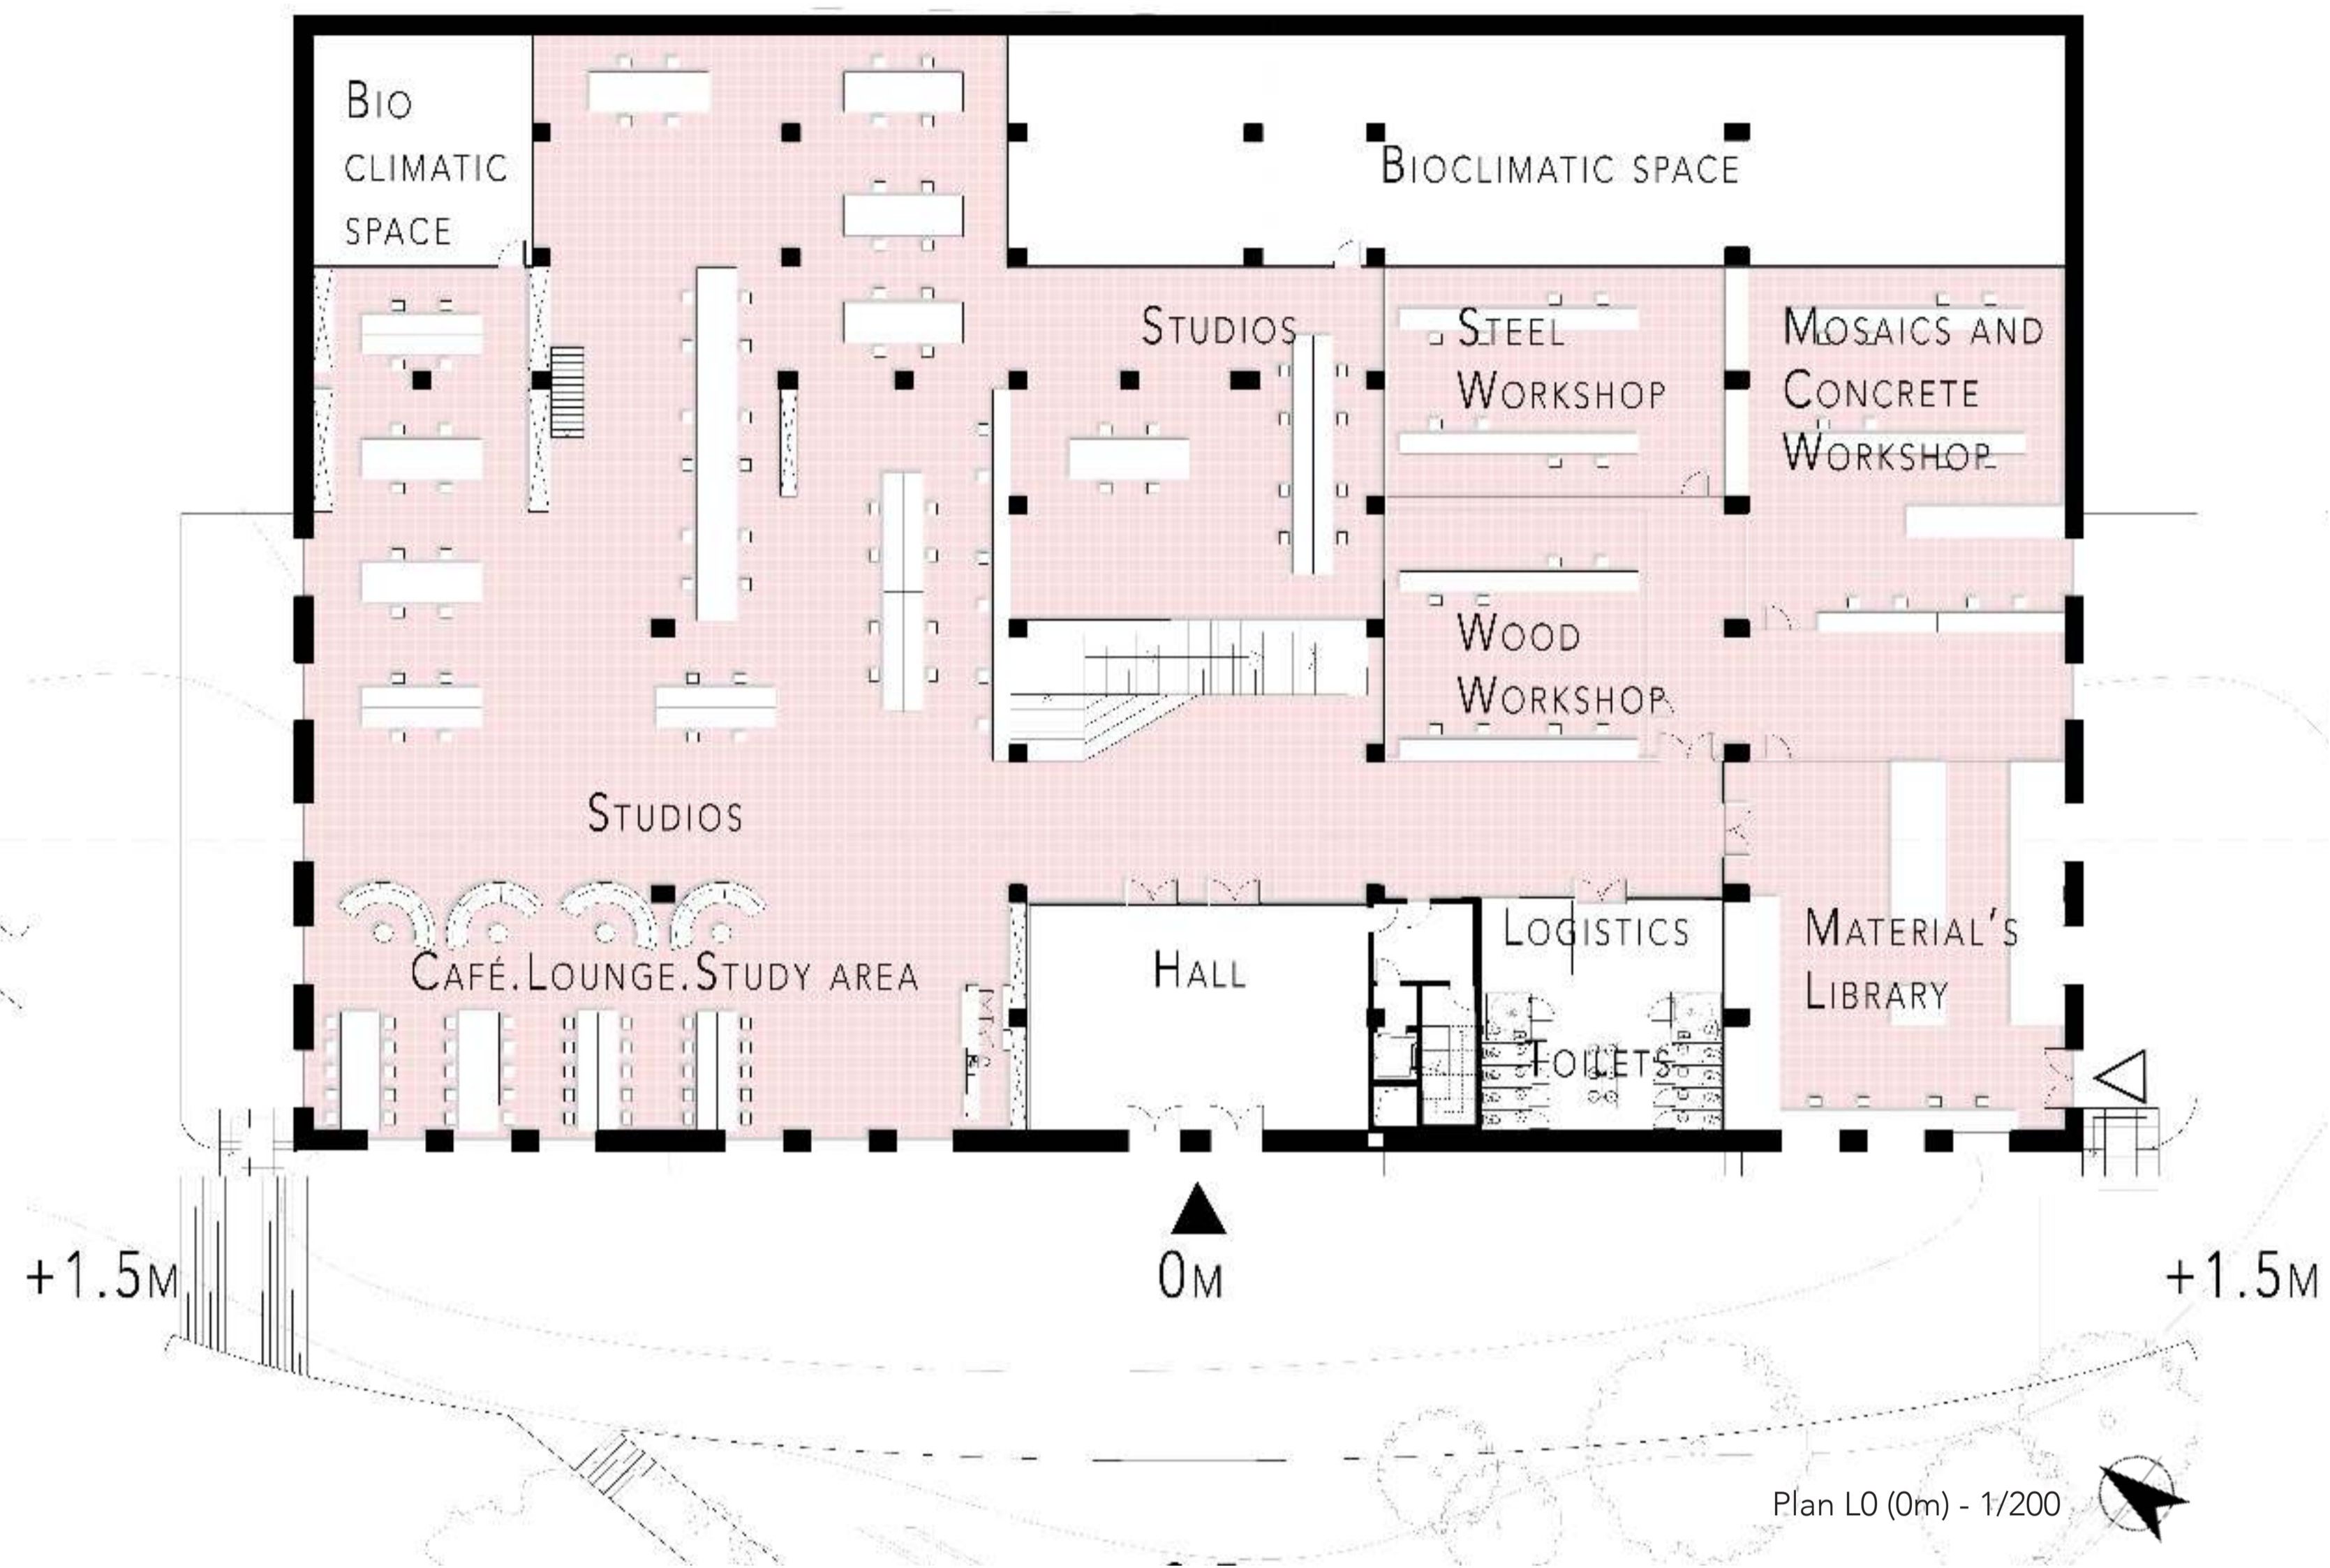 Bio
climatic
space
Bioclimatic space
Studios
Steel
Workshop
Mosaics and
Concrete
Workshop
Wood
Workshop
Studios
Café.Lounge.Study area
Hall
Logistics
Toilets
Material's
Library
+1.5m
0m
+1.5m
Plan L0 (0m) - 1/200